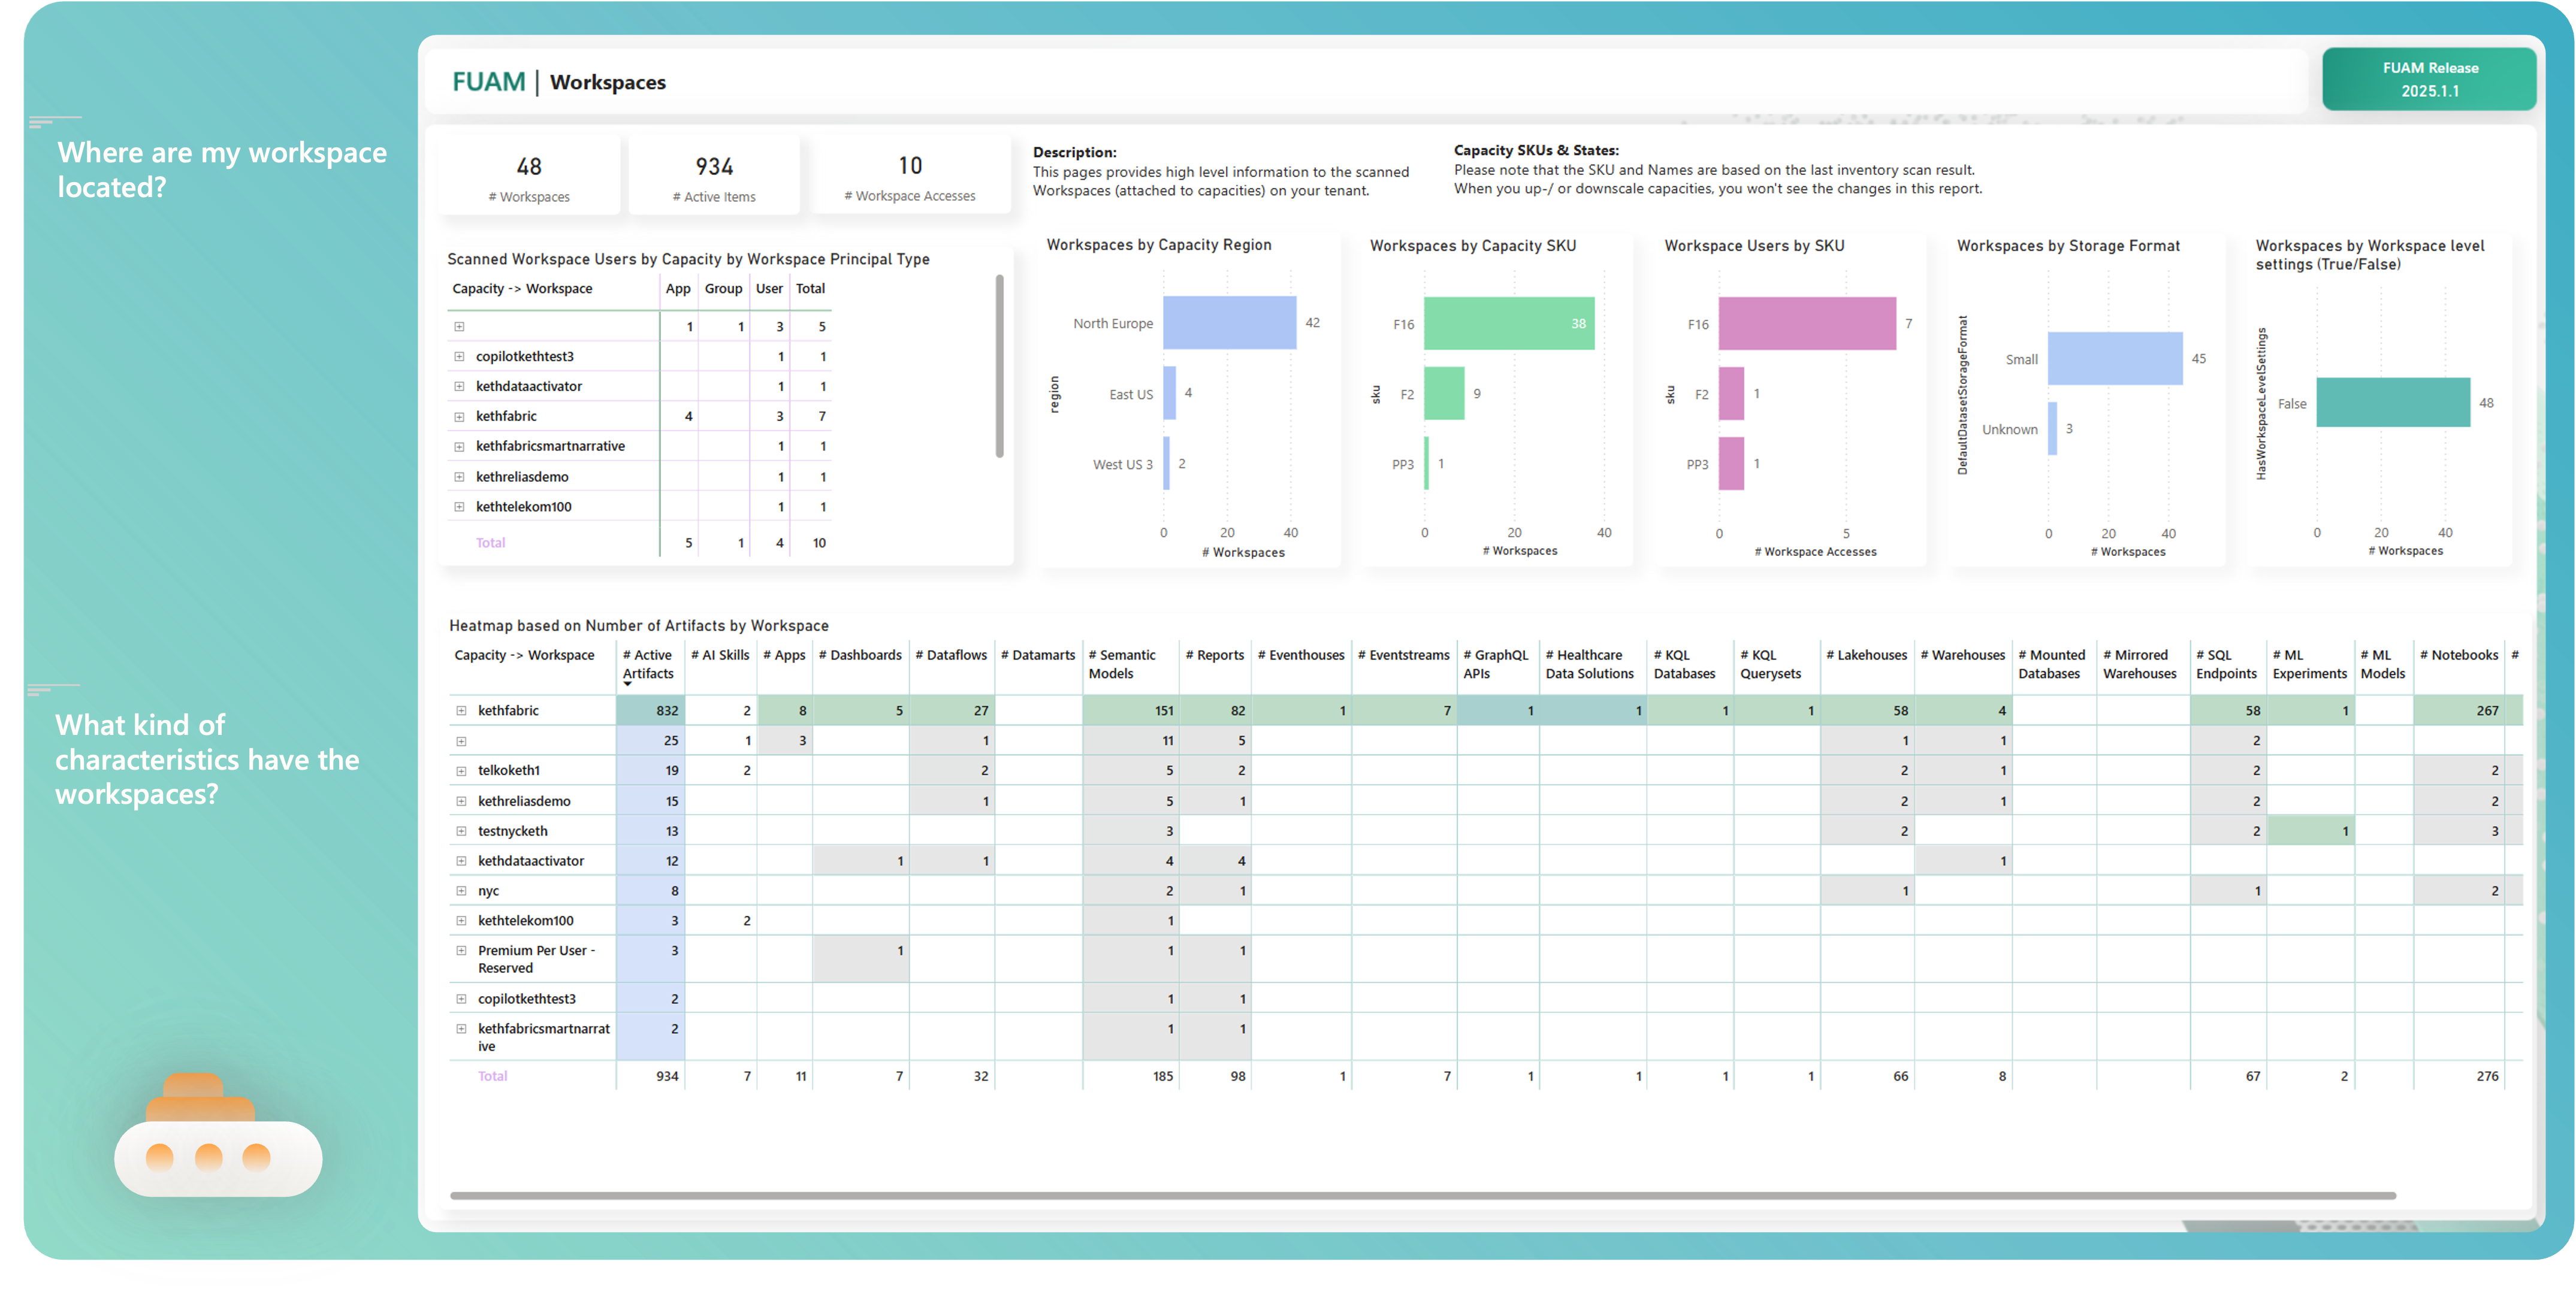 Where are my workspace
located?
What kind of
characteristics have the
workspaces?
FUAM | Workspaces
FUAM Release
2025.1.1
48
# Workspaces
934
# Active Items
10
# Workspace Accesses
Description:
This pages provides high level information to the scanned
Workspaces (attached to capacities) on your tenant.
Capacity SKUs & States:
Please note that the SKU and Names are based on the last inventory scan result.
When you up-/ or downscale capacities, you won't see the changes in this report.
Scanned Workspace Users by Capacity by Workspace Principal Type
Capacity -> Workspace App Group User Total
1 1 3 5
copilotkethtest3 1 1
kethdataactivator 1 1
kethfabric 4 3 7
kethfabricsmartnarrative 1 1
kethreliasdemo 1 1
kethtelekom100 1 1
Total 5 1 4 10
Workspaces by Capacity Region
region
North Europe 42
East US 4
West US 3 2
0 20 40
# Workspaces
Workspaces by Capacity SKU
sku
F16 38
F2 9
PP3 1
0 20 40
# Workspaces
Workspace Users by SKU
sku
F16 7
F2 1
PP3 1
0 5
# Workspace Accesses
Workspaces by Storage Format
DefaultDatasetStorageFormat
Small 45
Unknown 3
0 20 40
# Workspaces
Workspaces by Workspace level
settings (True/False)
HasWorkspaceLevelSettings
False 48
0 20 40
# Workspaces
Heatmap based on Number of Artifacts by Workspace
Capacity -> Workspace # Active Artifacts # AI Skills # Apps # Dashboards # Dataflows # Datamarts # Semantic Models # Reports # Eventhouses # Eventstreams # GraphQL APIs # Healthcare Data Solutions # KQL Databases # KQL Querysets # Lakehouses # Warehouses # Mounted Databases # Mirrored Warehouses # SQL Endpoints # ML Experiments # ML Models # Notebooks #
kethfabric 832 2 8 5 27 151 82 1 7 1 1 1 1 58 4 58 1 267
25 1 3 1 11 5 1 1 2
telkoketh1 19 2 2 5 2 2 1 2 2
kethreliasdemo 15 1 5 1 2 1 2 2
testnycketh 13 3 2 2 1 3
kethdataactivator 12 1 1 4 4 1
nyc 8 2 1 1 1 2
kethtelekom100 3 2 1
Premium Per User - 3 1 1 1
Reserved
copilotkethtest3 2 1 1
kethfabricsmartnarrat 2 1 1
ive
Total 934 7 11 7 32 185 98 1 7 1 1 1 1 66 8 67 2 276